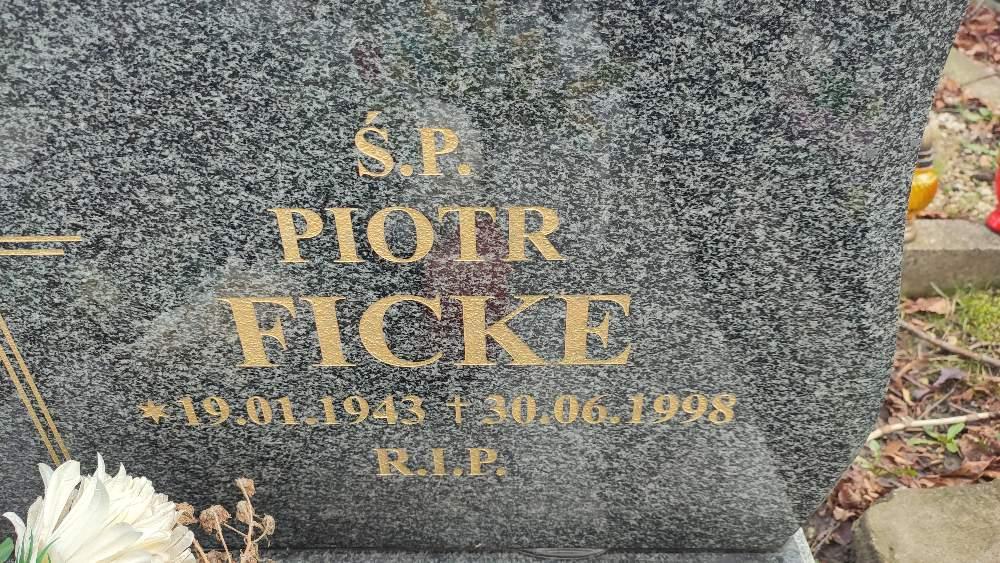 Ś.P.
PIOTR
FICKE
*19.01.1943 †30.06.1998
R.I.P.